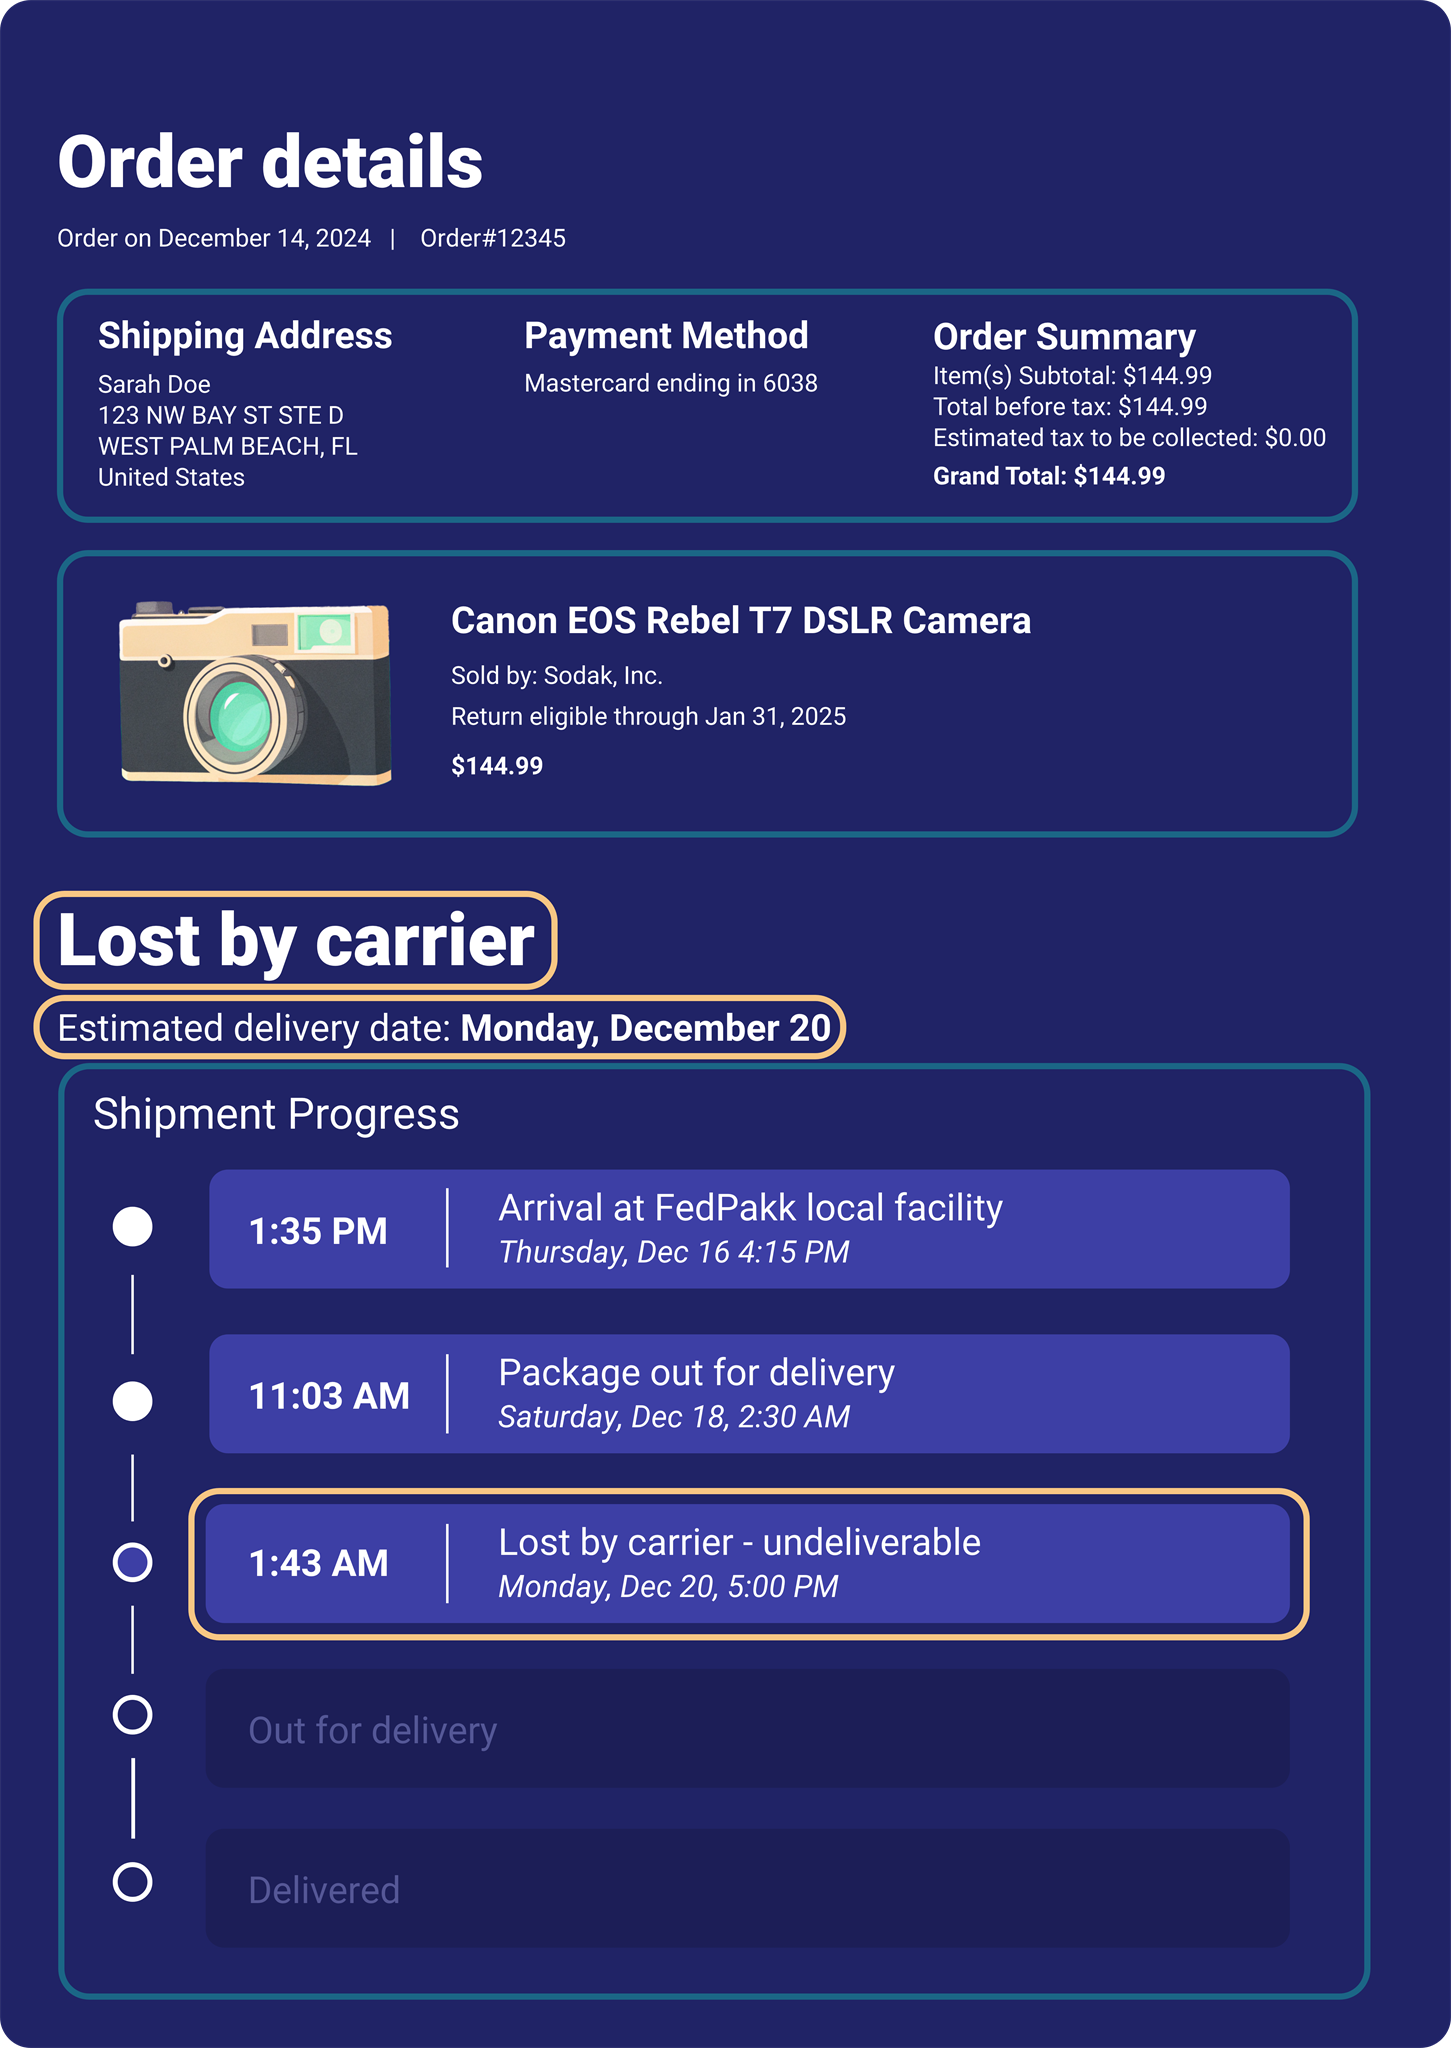 Order details
Order on December 14, 2024 | Order#12345
Shipping Address
Sarah Doe
123 NW BAY ST STE D
WEST PALM BEACH, FL
United States
Payment Method
Mastercard ending in 6038
Order Summary
Item(s) Subtotal: $144.99
Total before tax: $144.99
Estimated tax to be collected: $0.00
Grand Total: $144.99
Canon EOS Rebel T7 DSLR Camera
Sold by: Sodak, Inc.
Return eligible through Jan 31, 2025
$144.99
Lost by carrier
Estimated delivery date: Monday, December 20
Shipment Progress
1:35 PM
Arrival at FedPakk local facility
Thursday, Dec 16 4:15 PM
11:03 AM
Package out for delivery
Saturday, Dec 18, 2:30 AM
1:43 AM
Lost by carrier - undeliverable
Monday, Dec 20, 5:00 PM
Out for delivery
Delivered